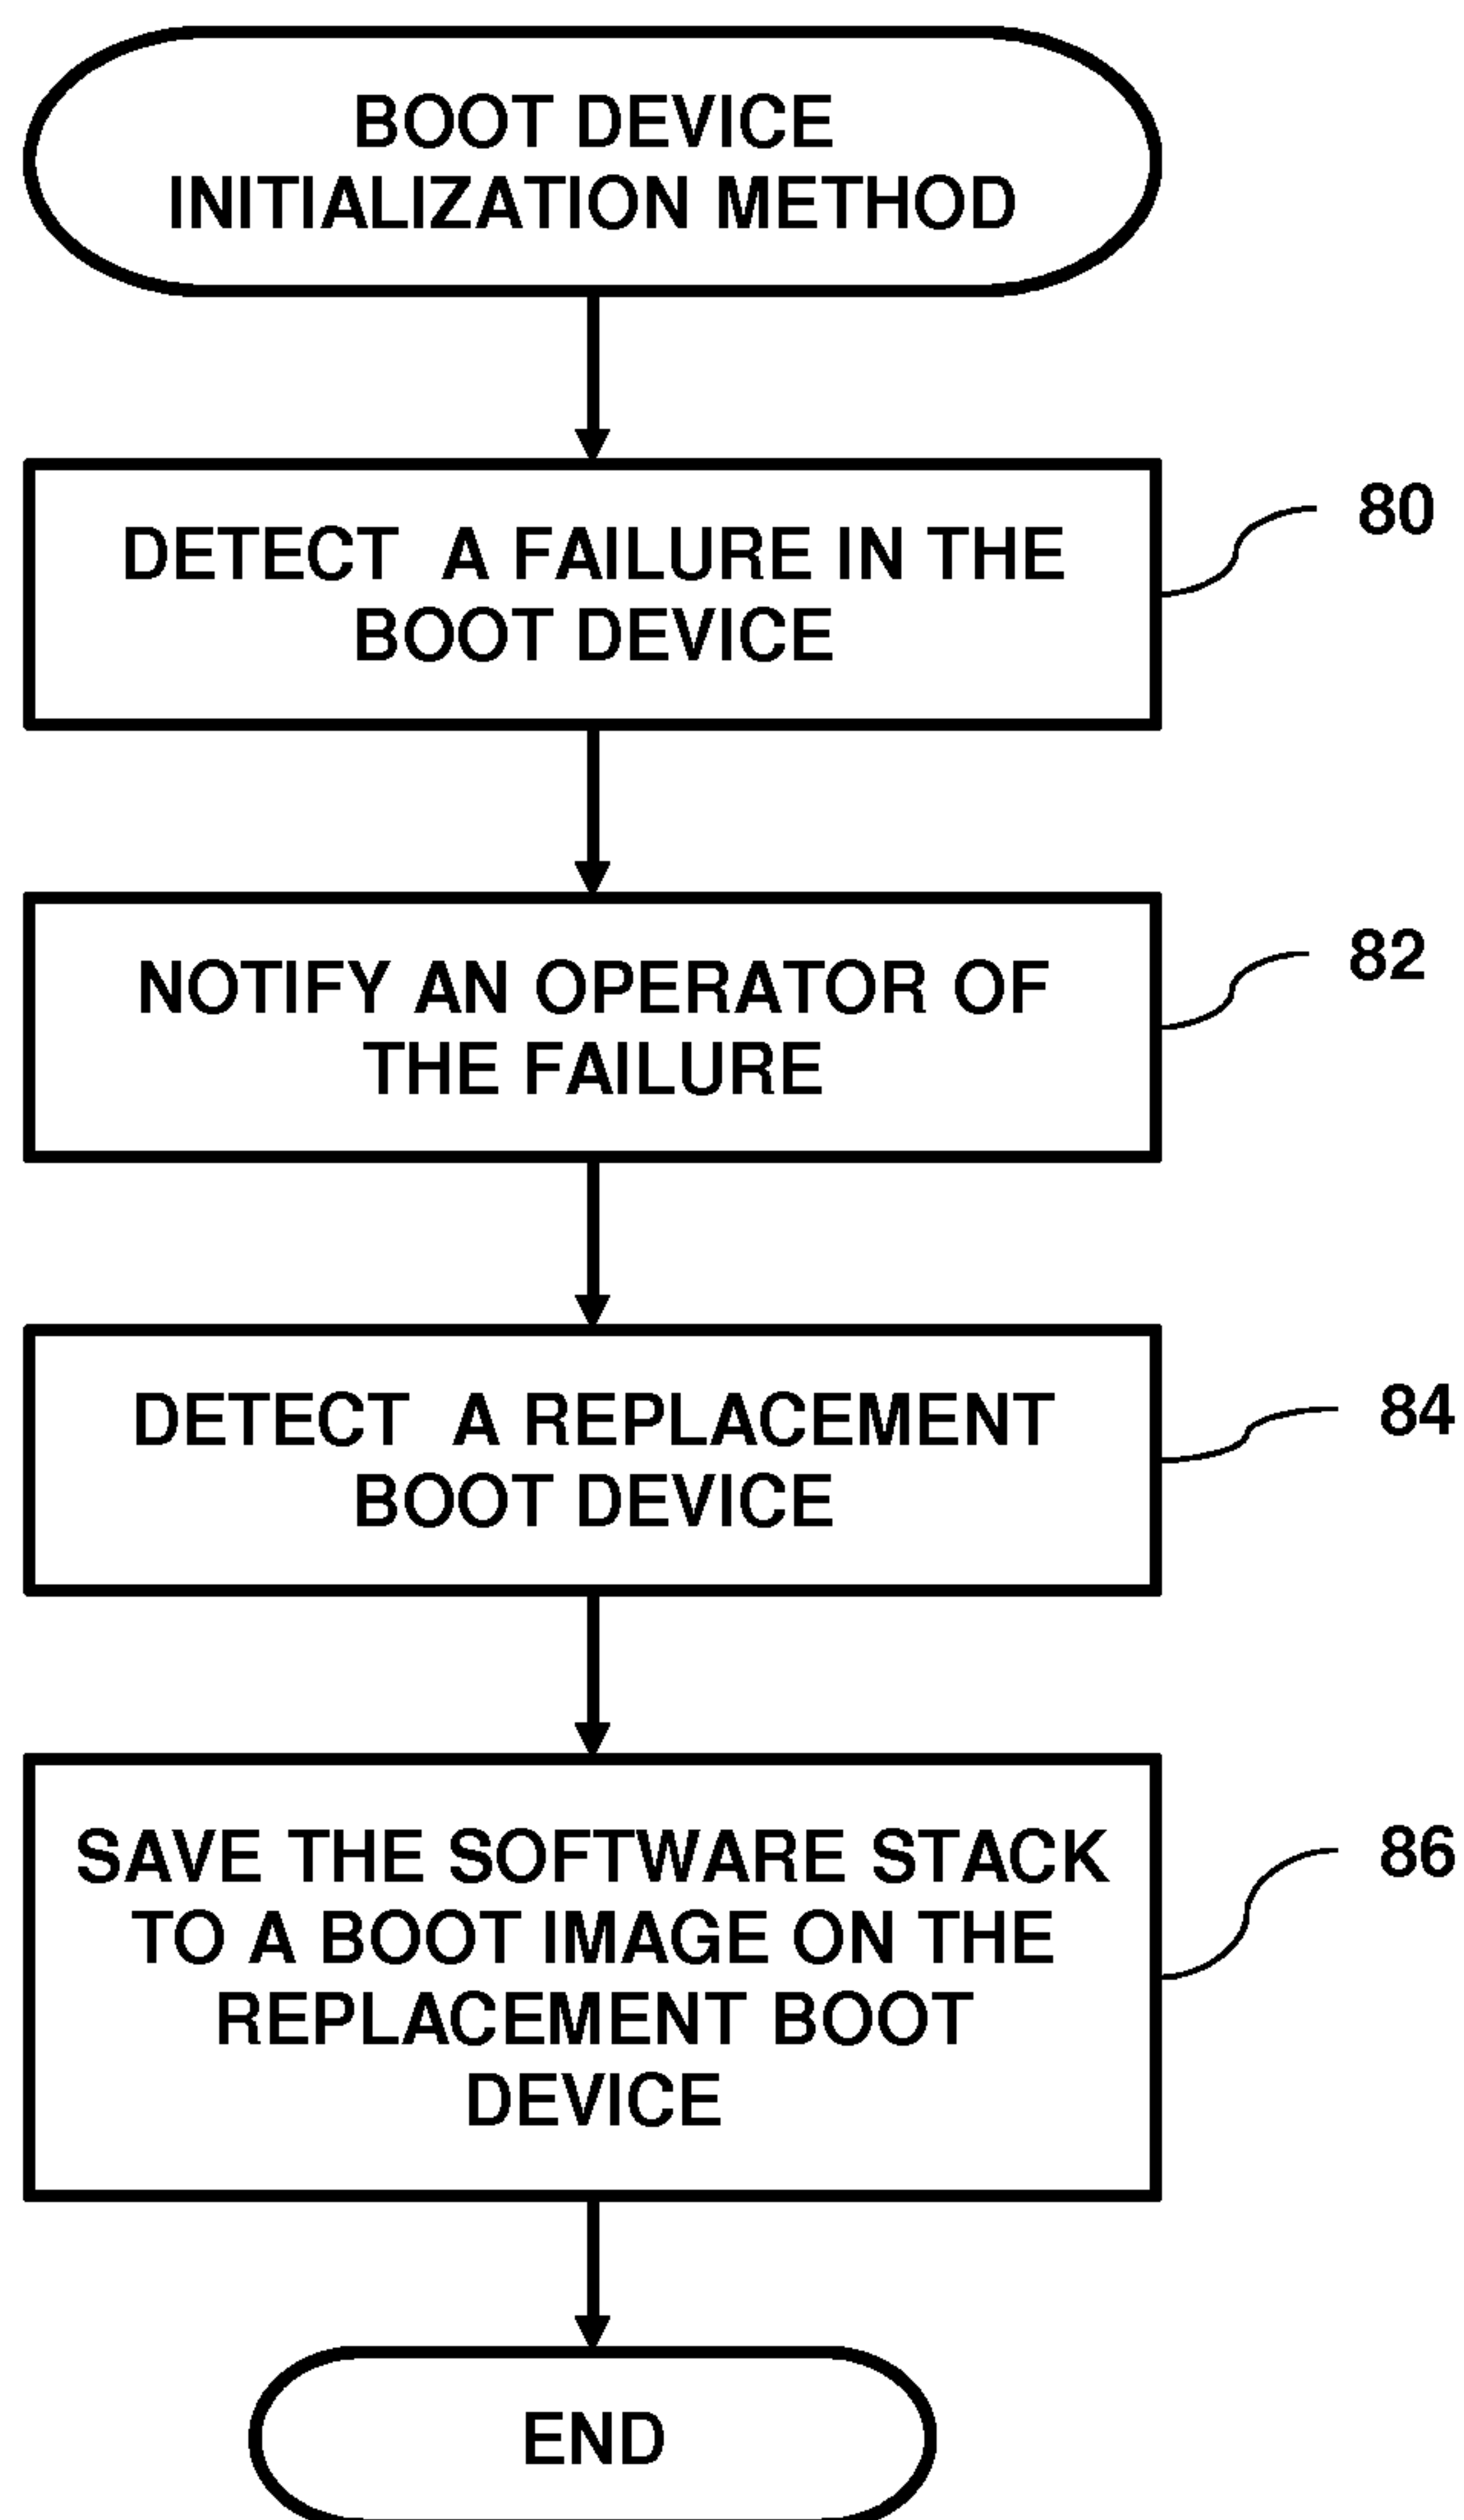 BOOT DEVICE
INITIALIZATION METHOD
DETECT A FAILURE IN THE
BOOT DEVICE
80
NOTIFY AN OPERATOR OF
THE FAILURE
82
DETECT A REPLACEMENT
BOOT DEVICE
84
SAVE THE SOFTWARE STACK
TO A BOOT IMAGE ON THE
REPLACEMENT BOOT
DEVICE
86
END